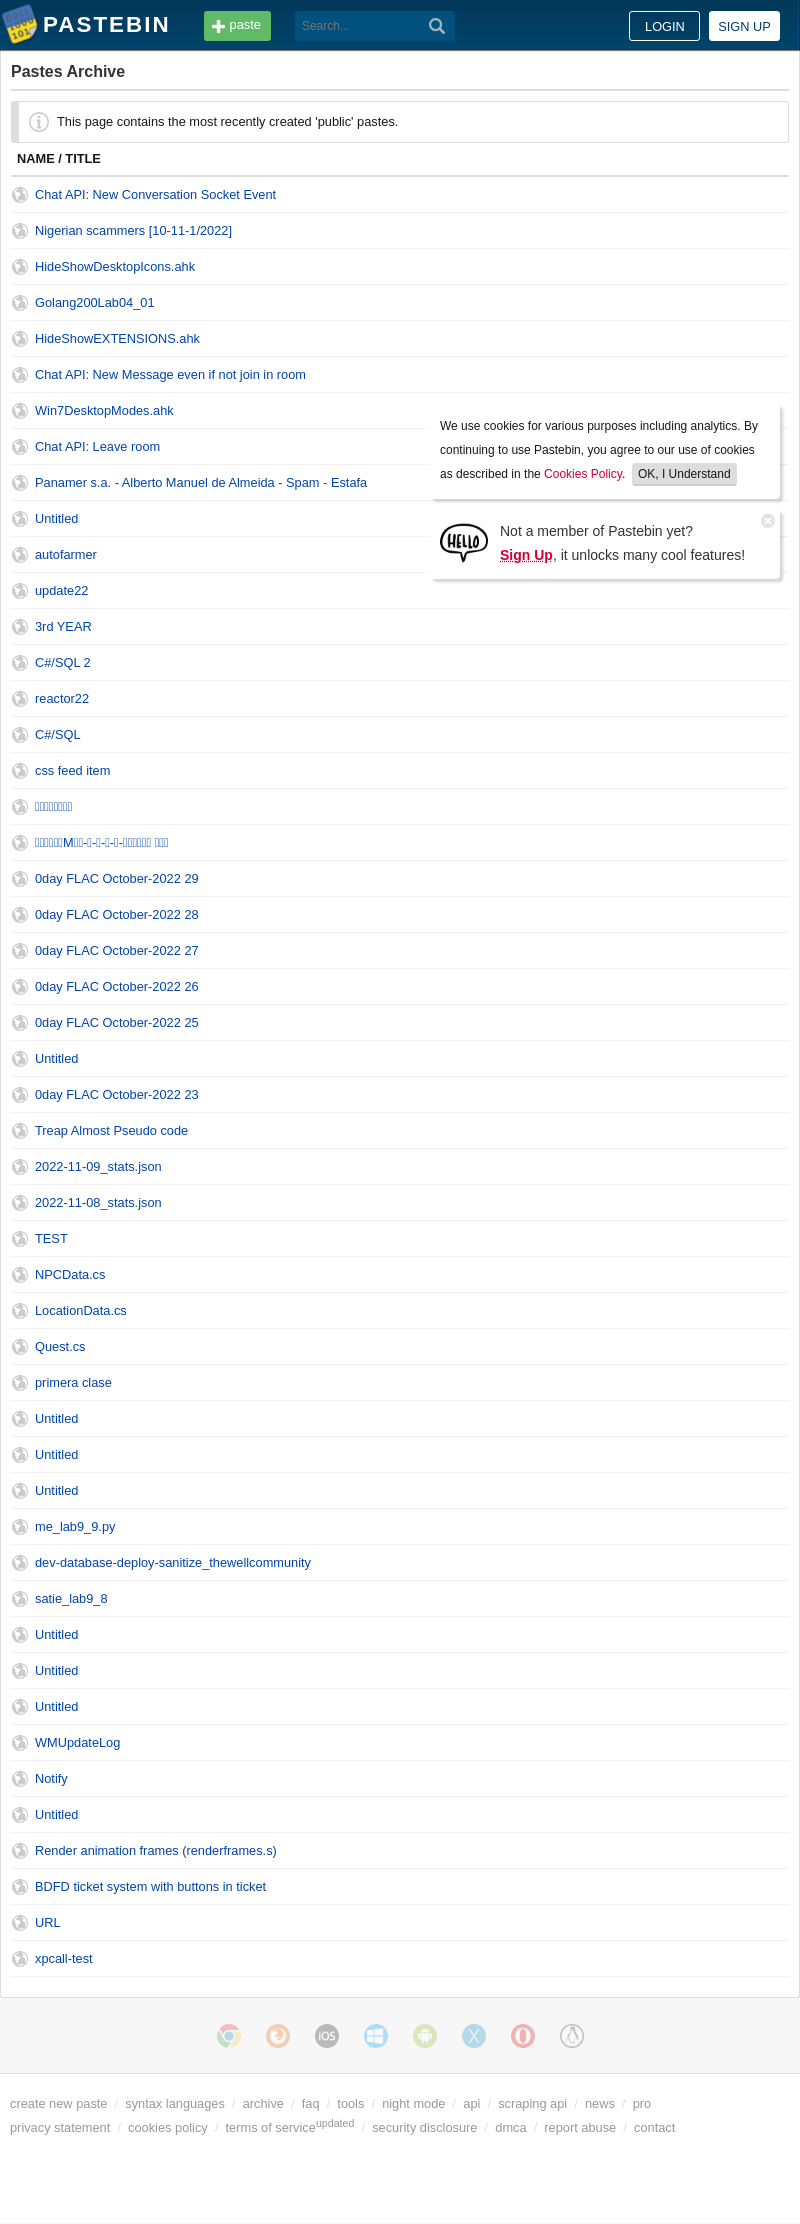 PASTEBIN
paste
Search...
LOGIN
SIGN UP
Pastes Archive
This page contains the most recently created 'public' pastes.
NAME / TITLE
Chat API: New Conversation Socket Event
Nigerian scammers [10-11-1/2022]
HideShowDesktopIcons.ahk
Golang200Lab04_01
HideShowEXTENSIONS.ahk
Chat API: New Message even if not join in room
Win7DesktopModes.ahk
Chat API: Leave room
Panamer s.a. - Alberto Manuel de Almeida - Spam - Estafa
Untitled
autofarmer
update22
We use cookies for various purposes including analytics. By
continuing to use Pastebin, you agree to our use of cookies
as described in the Cookies Policy. OK, I Understand
HELLO
Not a member of Pastebin yet?
Sign Up, it unlocks many cool features!
3rd YEAR
C#/SQL 2
reactor22
C#/SQL
css feed item
0day FLAC October-2022 29
0day FLAC October-2022 28
0day FLAC October-2022 27
0day FLAC October-2022 26
0day FLAC October-2022 25
Untitled
0day FLAC October-2022 23
Treap Almost Pseudo code
2022-11-09_stats.json
2022-11-08_stats.json
TEST
NPCData.cs
LocationData.cs
Quest.cs
primera clase
Untitled
Untitled
Untitled
me_lab9_9.py
dev-database-deploy-sanitize_thewellcommunity
satie_lab9_8
Untitled
Untitled
Untitled
WMUpdateLog
Notify
Untitled
Render animation frames (renderframes.s)
BDFD ticket system with buttons in ticket
URL
xpcall-test
iOS
create new paste / syntax languages / archive / faq / tools / night mode / api / scraping api / news / pro
privacy statement / cookies policy / terms of serviceupdated / security disclosure / dmca / report abuse / contact